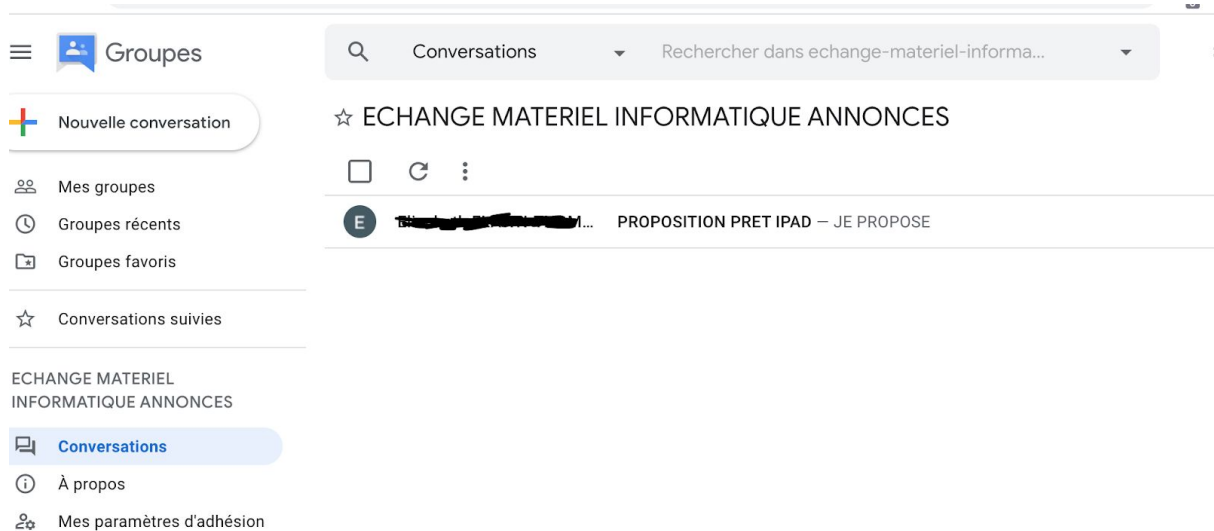 Groupes
Conversations
Rechercher dans echange-materiel-informa...
Nouvelle conversation
ECHANGE MATERIEL INFORMATIQUE ANNONCES
Mes groupes
Groupes récents
Groupes favoris
E
PROPOSITION PRET IPAD – JE PROPOSE
Conversations suivies
ECHANGE MATERIEL
INFORMATIQUE ANNONCES
Conversations
À propos
Mes paramètres d'adhésion